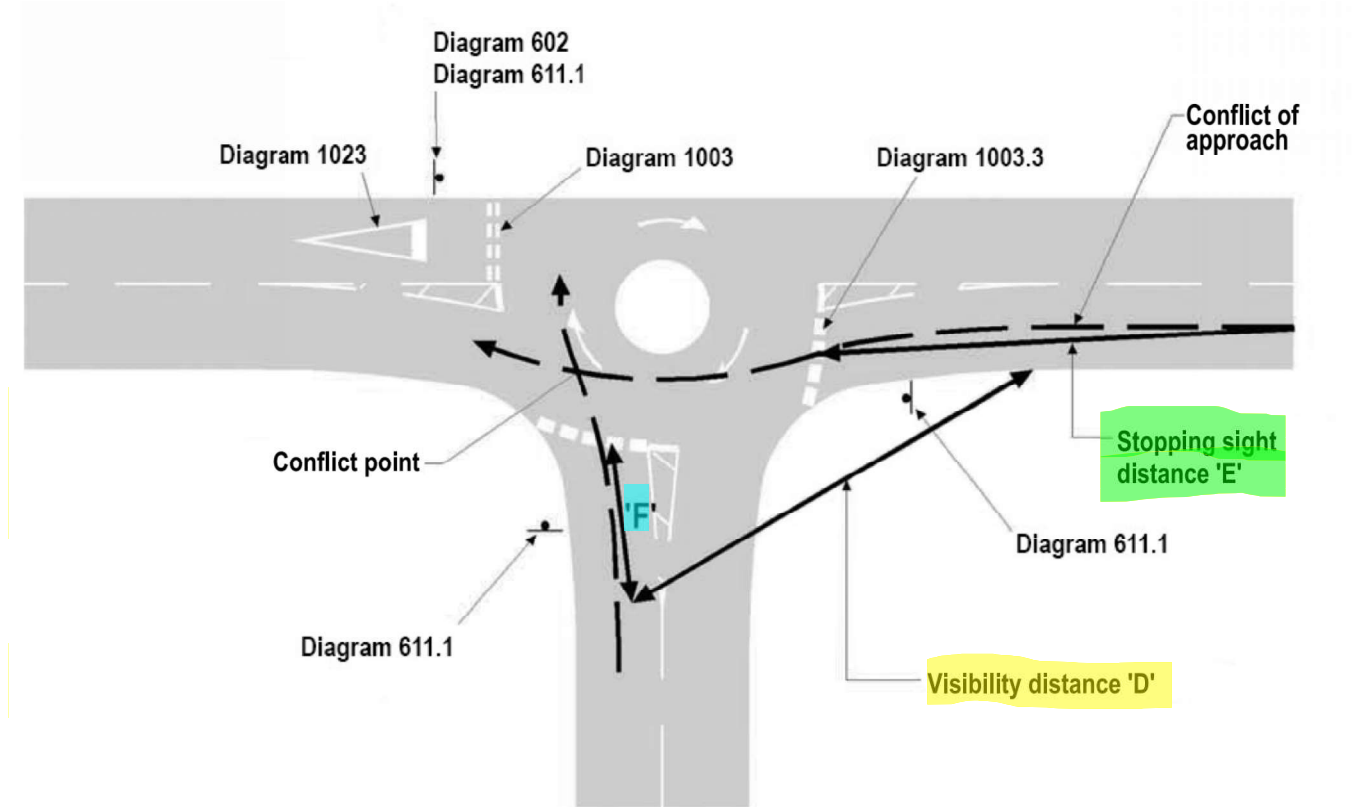 Diagram 602
Diagram 611.1
Conflict of
approach
Diagram 1023
Diagram 1003
Diagram 1003.3
Conflict point
'F'
Stopping sight
distance 'E'
Diagram 611.1
Diagram 611.1
Visibility distance 'D'